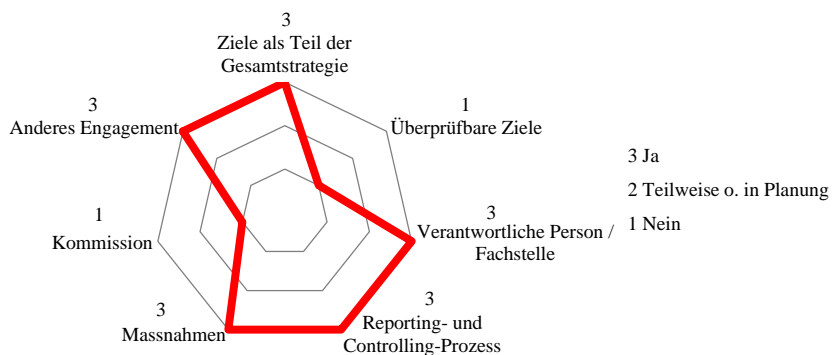 3
Ziele als Teil der
Gesamtstrategie
1
Überprüfbare Ziele
3
Verantwortliche Person /
Fachstelle
3
Reporting- und
Controlling-Prozess
3
Massnahmen
1
Kommission
3
Anderes Engagement
3 Ja
2 Teilweise o. in Planung
1 Nein